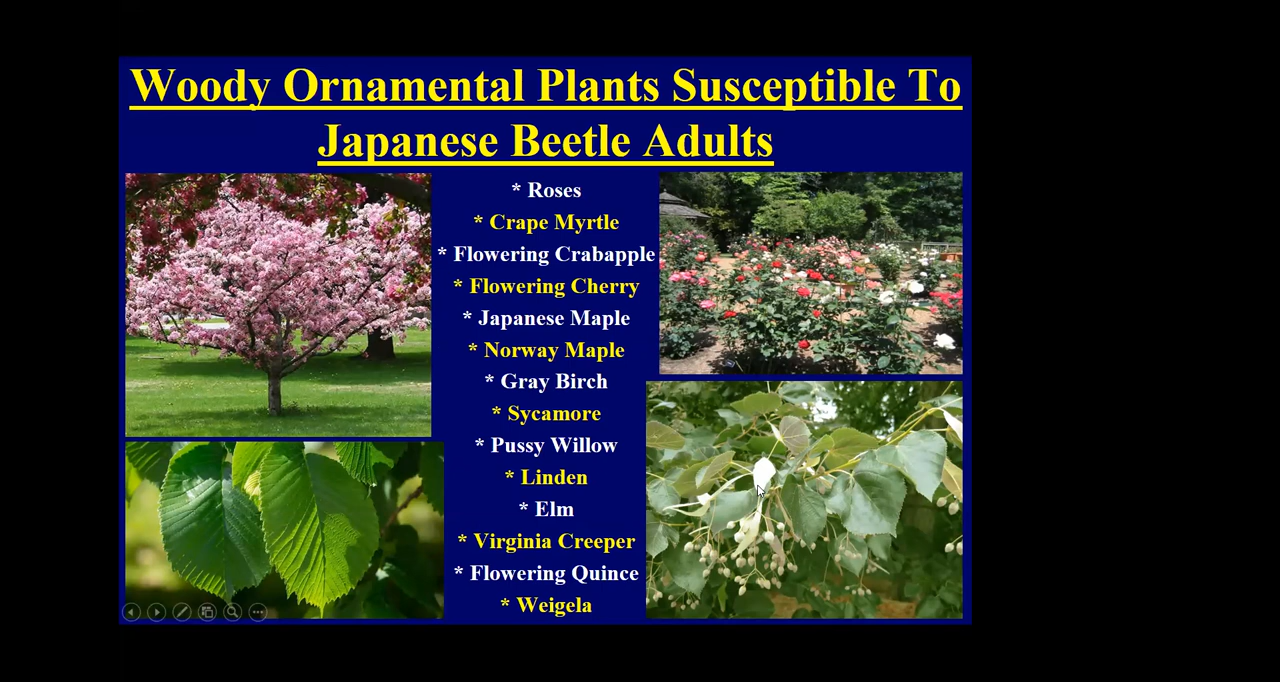 Woody Ornamental Plants Susceptible To
Japanese Beetle Adults
* Roses
* Crape Myrtle
* Flowering Crabapple
* Flowering Cherry
* Japanese Maple
* Norway Maple
* Gray Birch
* Sycamore
* Pussy Willow
* Linden
* Elm
* Virginia Creeper
* Flowering Quince
* Weigela